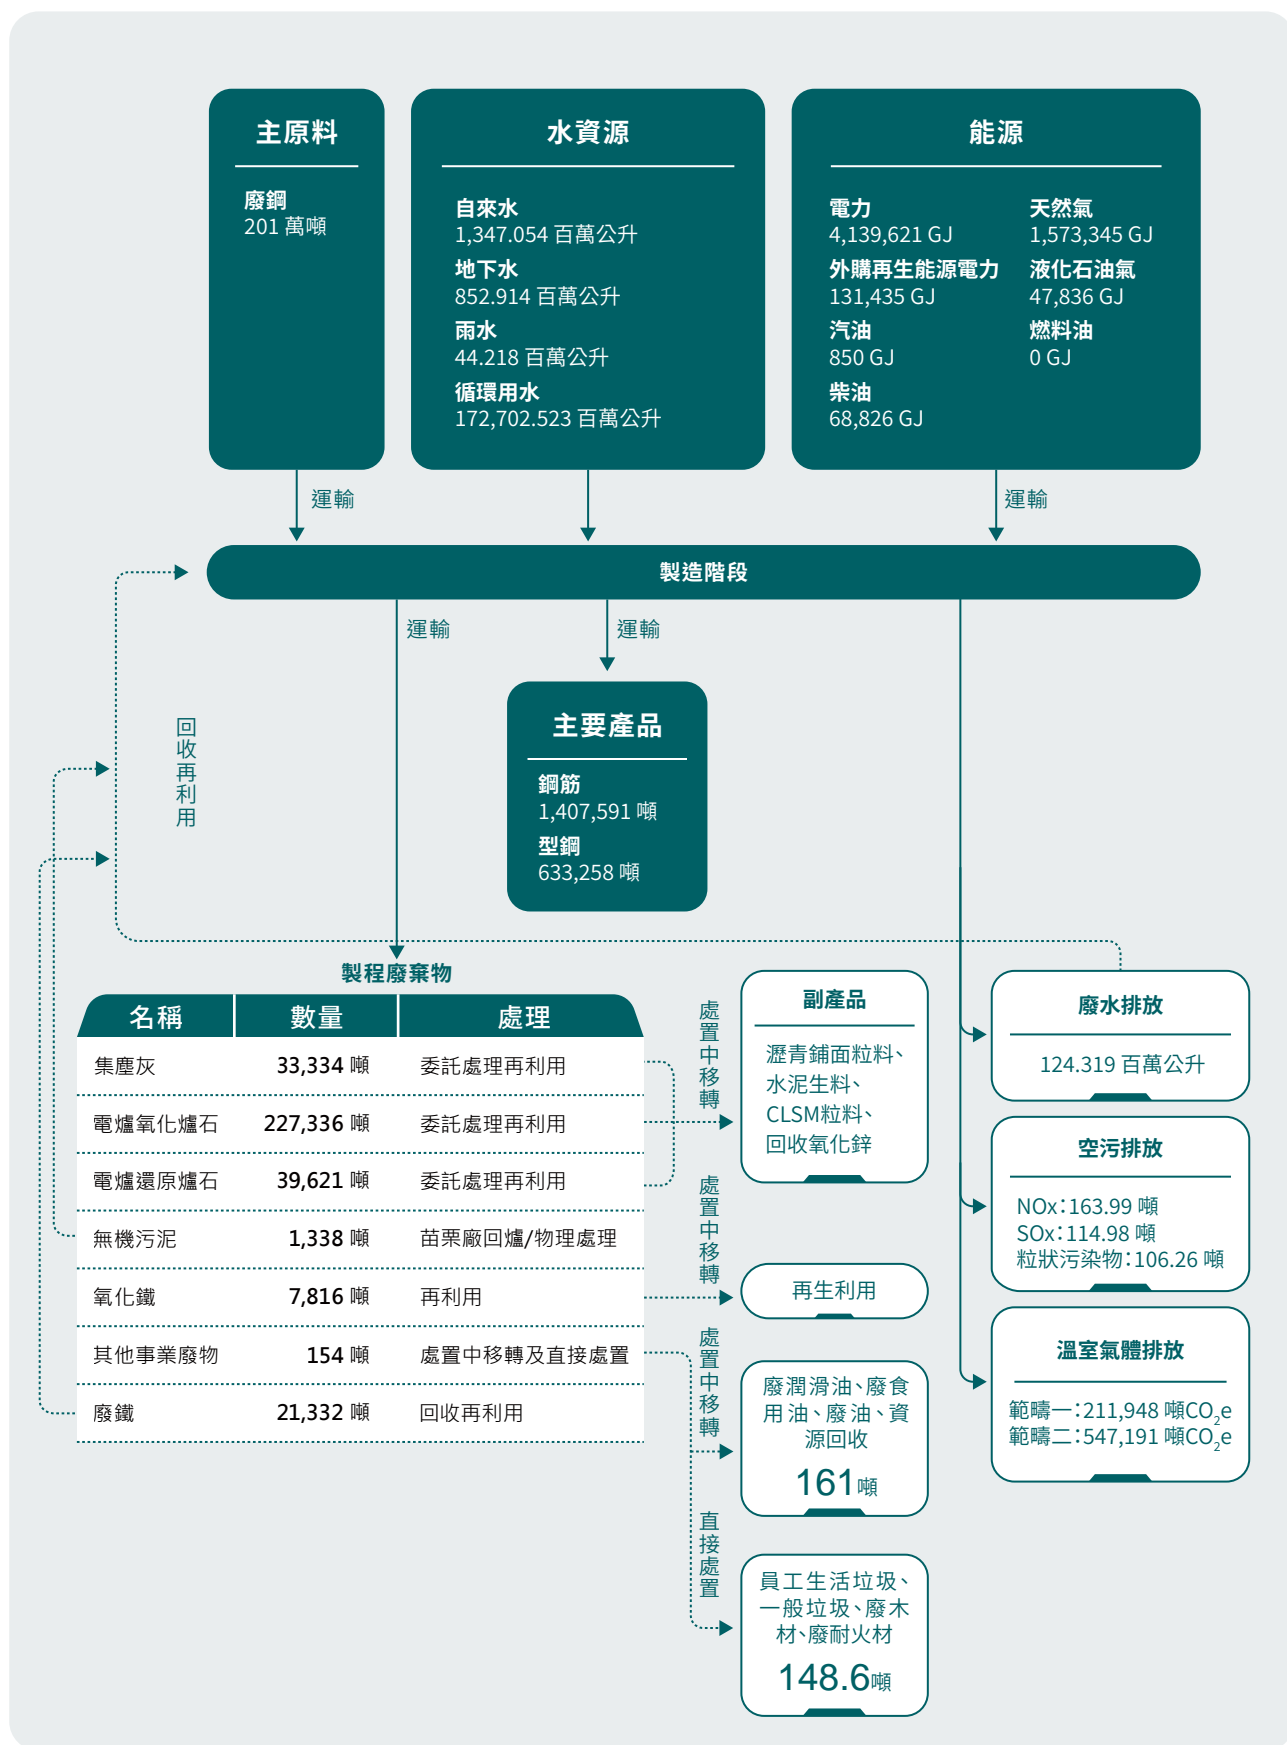 主原料
廢鋼
201 萬噸
水資源
自來水
1,347.054 百萬公升
地下水
852.914 百萬公升
雨水
44.218 百萬公升
循環用水
172,702.523 百萬公升
能源
電力
4,139,621 GJ
外購再生能源電力
131,435 GJ
汽油
850 GJ
柴油
68,826 GJ
天然氣
1,573,345 GJ
液化石油氣
47,836 GJ
燃料油
0 GJ
運輸
運輸
製造階段
運輸
運輸
回收再利用
主要產品
鋼筋
1,407,591 噸
型鋼
633,258 噸
製程廢棄物
名稱 數量 處理
集塵灰 33,334 噸 委託處理再利用
電爐氧化爐石 227,336 噸 委託處理再利用
電爐還原爐石 39,621 噸 委託處理再利用
無機污泥 1,338 噸 苗栗廠回爐/物理處理
氧化鐵 7,816 噸 再利用
其他事業廢物 154 噸 處置中移轉及直接處置
廢鐵 21,332 噸 回收再利用
處置中移轉
副產品
瀝青鋪面粒料、
水泥生料、
CLSM粒料、
回收氧化鋅
處置中移轉
再生利用
處置中移轉
廢潤滑油、廢食
用油、廢油、資
源回收
161噸
直接處置
員工生活垃圾、
一般垃圾、廢木
材、廢耐火材
148.6噸
廢水排放
124.319 百萬公升
空污排放
NOx：163.99 噸
SOx：114.98 噸
粒狀污染物：106.26 噸
溫室氣體排放
範疇一：211,948 噸CO₂e
範疇二：547,191 噸CO₂e